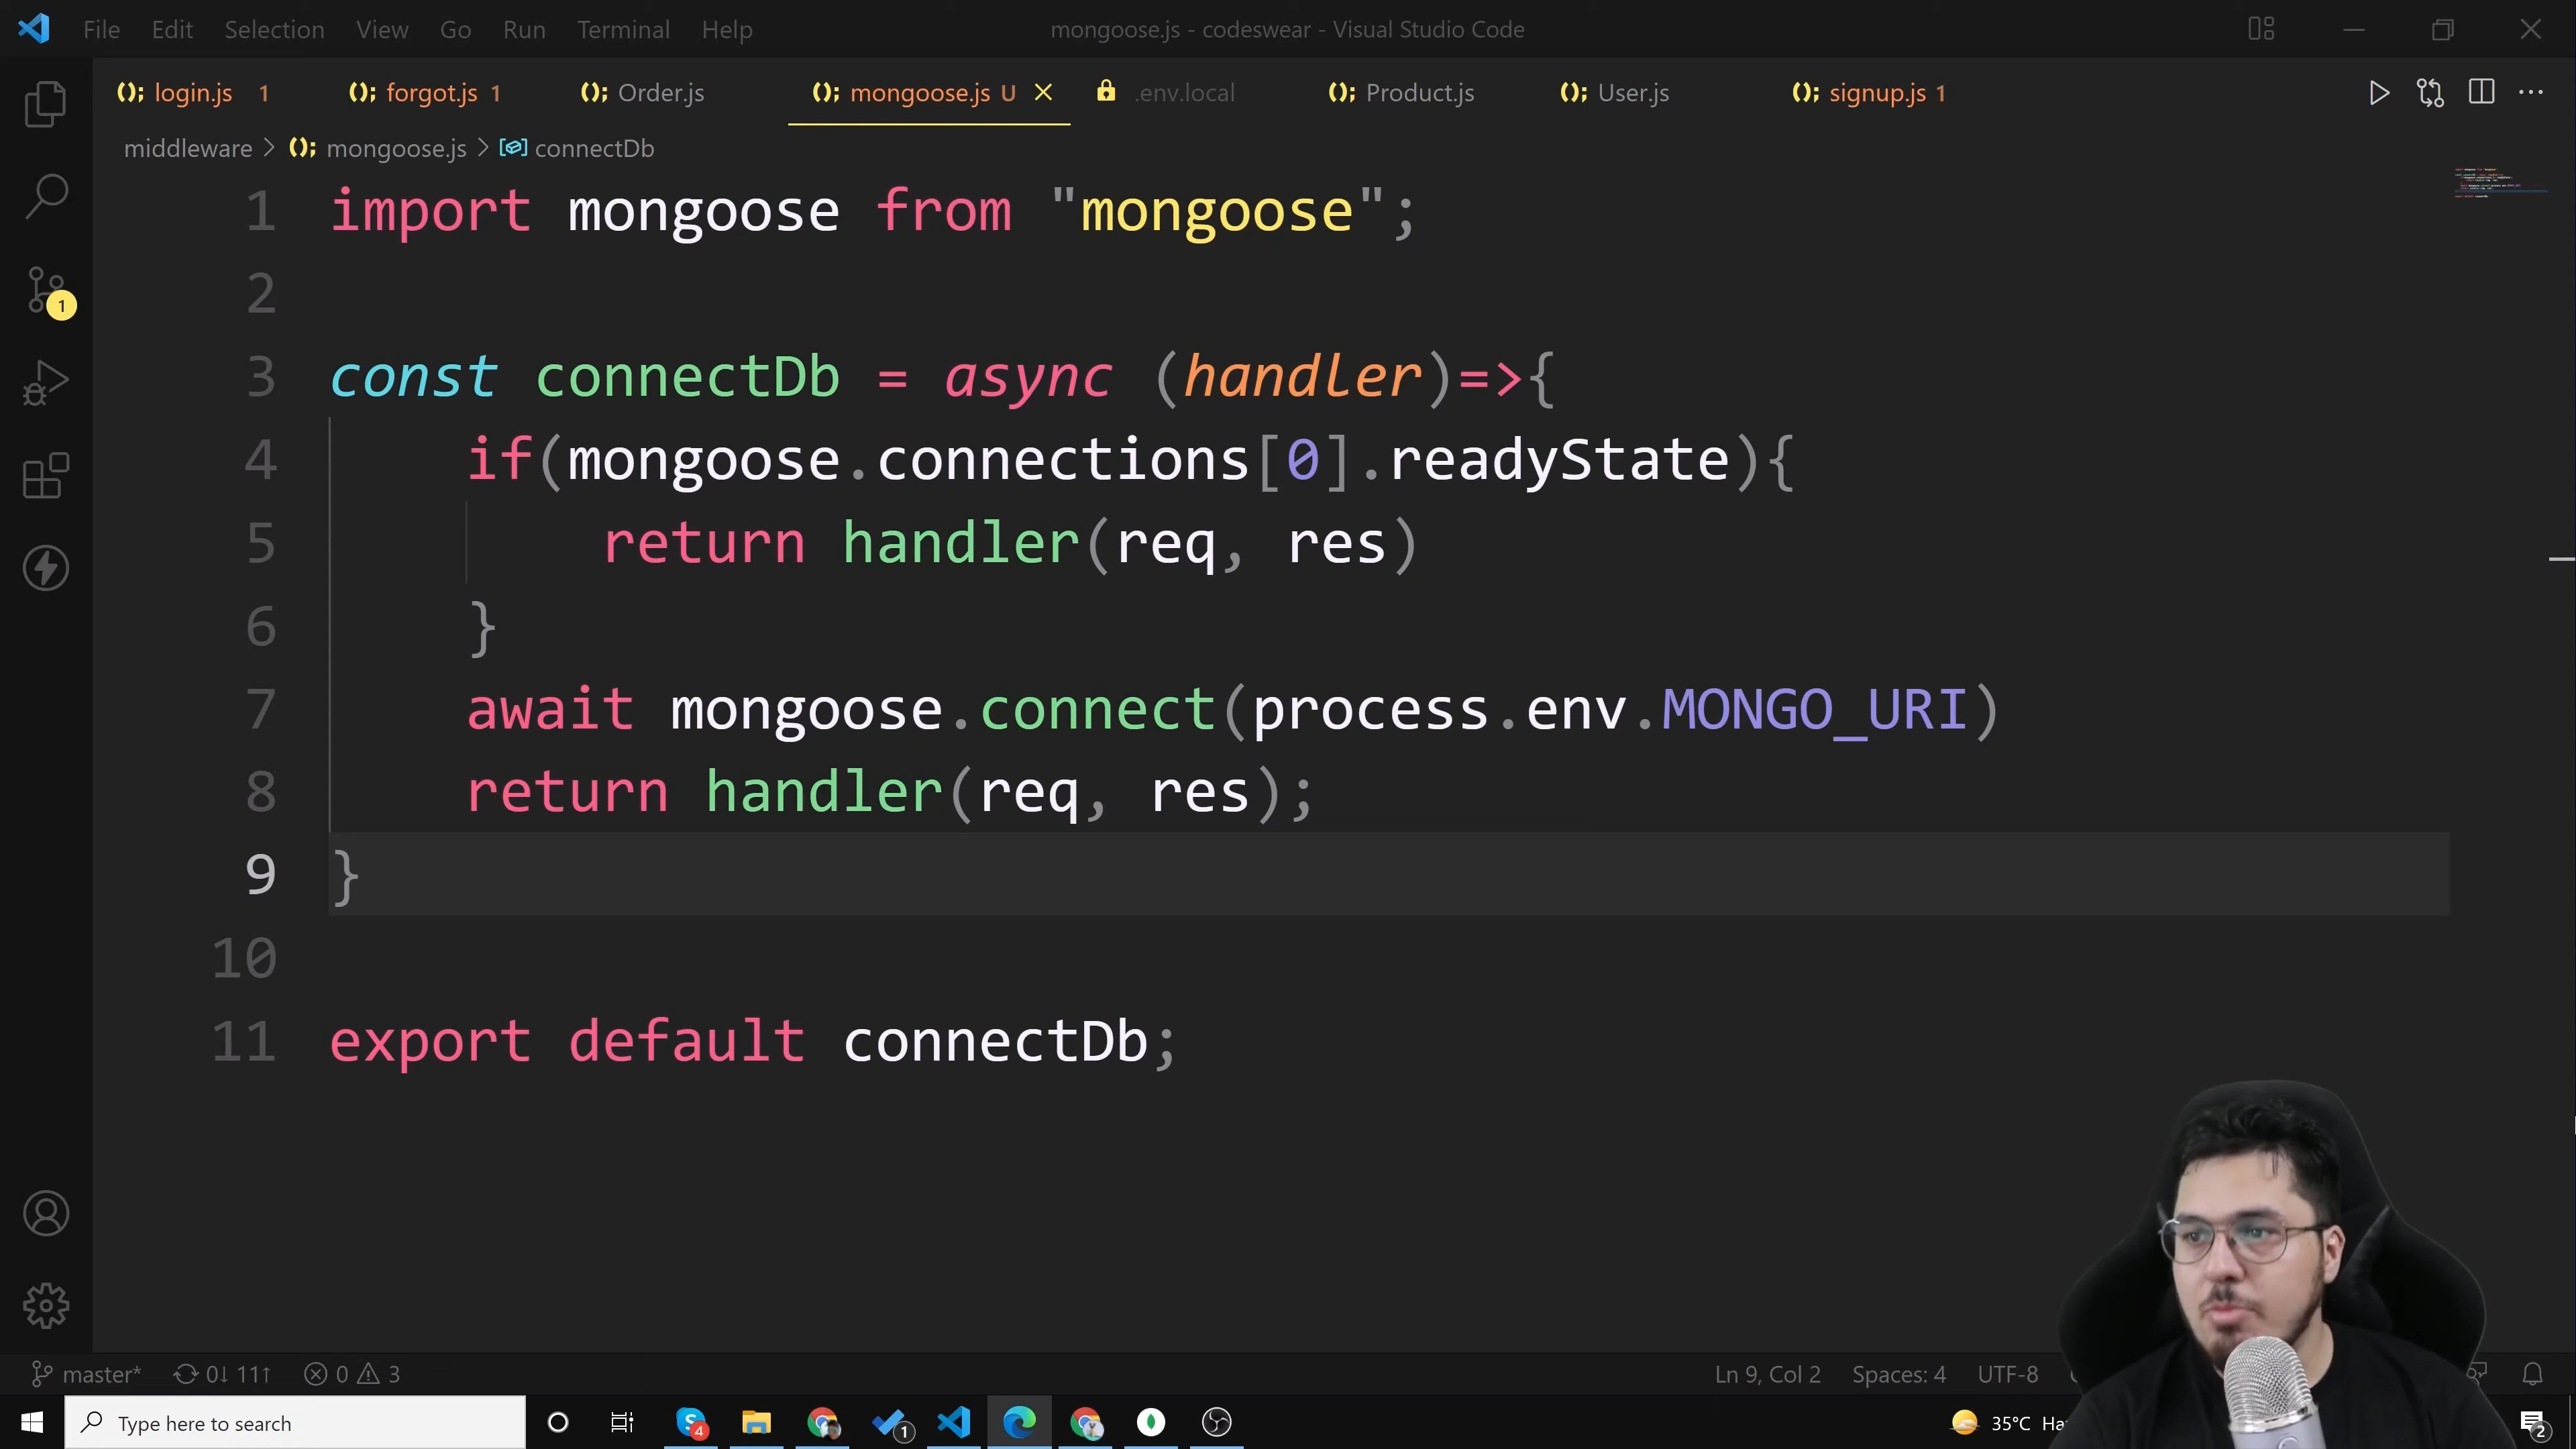 File Edit Selection View Go Run Terminal Help mongoose.js - codeswear - Visual Studio Code
login.js 1 forgot.js 1 Order.js mongoose.js U .env.local Product.js User.js signup.js 1
middleware > mongoose.js > connectDb
1 import mongoose from "mongoose";
2
3 const connectDb = async (handler)=>{
4 if(mongoose.connections[0].readyState){
5 return handler(req, res)
6 }
7 await mongoose.connect(process.env.MONGO_URI)
8 return handler(req, res);
9 }
10
11 export default connectDb;
1
master* 0↓ 11↑ 0 3 Ln 9, Col 2 Spaces: 4 UTF-8
Type here to search 4 1 35°C 2